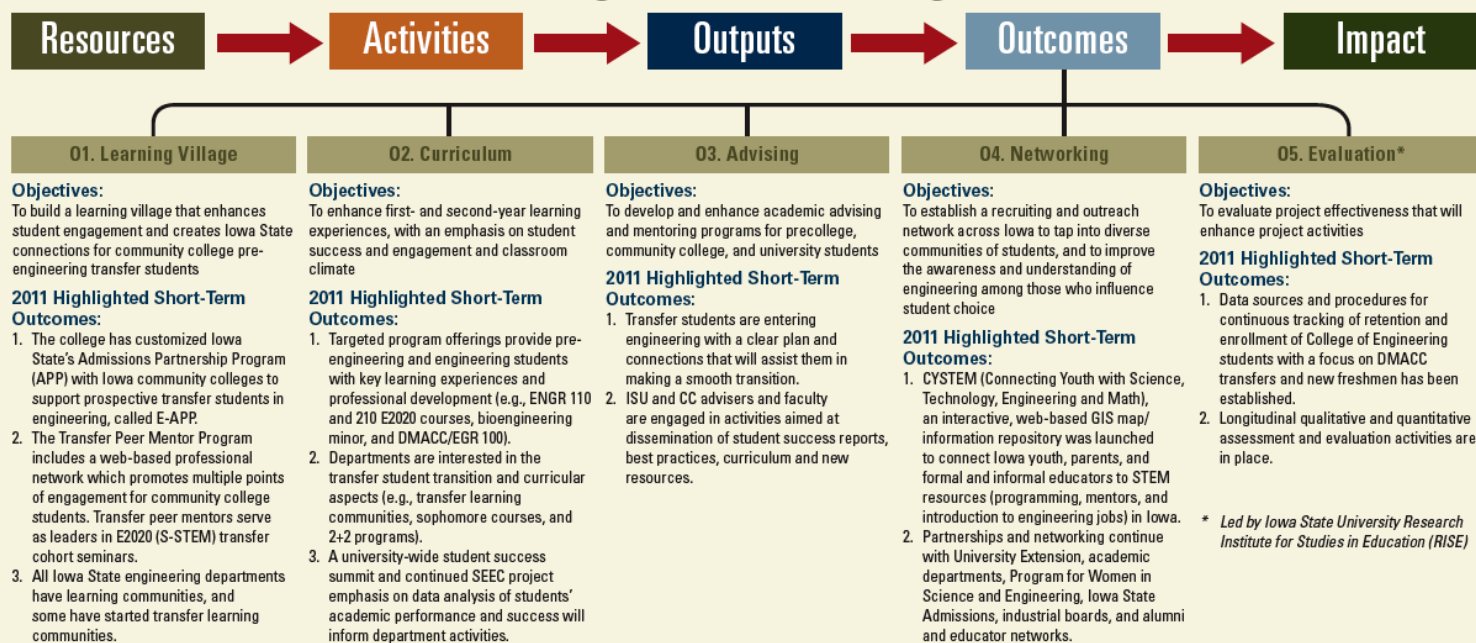 Resources
Activities
Outputs
Outcomes
Impact
01. Learning Village
Objectives:
To build a learning village that enhances
student engagement and creates Iowa State
connections for community college pre-
engineering transfer students
2011 Highlighted Short-Term
Outcomes:
1. The college has customized Iowa
State's Admissions Partnership Program
(APP) with Iowa community colleges to
support prospective transfer students in
engineering, called E-APP.
2. The Transfer Peer Mentor Program
includes a web-based professional
network which promotes multiple points
of engagement for community college
students. Transfer peer mentors serve
as leaders in E2020 (S-STEM) transfer
cohort seminars.
3. All Iowa State engineering departments
have learning communities, and
some have started transfer learning
communities.
02. Curriculum
Objectives:
To enhance first- and second-year learning
experiences, with an emphasis on student
success and engagement and classroom
climate
2011 Highlighted Short-Term
Outcomes:
1. Targeted program offerings provide pre-
engineering and engineering students
with key learning experiences and
professional development (e.g., ENGR 110
and 210 E2020 courses, bioengineering
minor, and DMACC/EGR 100).
2. Departments are interested in the
transfer student transition and curricular
aspects (e.g., transfer learning
communities, sophomore courses, and
2+2 programs).
3. A university-wide student success
summit and continued SEEC project
emphasis on data analysis of students'
academic performance and success will
inform department activities.
03. Advising
Objectives:
To develop and enhance academic advising
and mentoring programs for precollege,
community college, and university students
2011 Highlighted Short-Term
Outcomes:
1. Transfer students are entering
engineering with a clear plan and
connections that will assist them in
making a smooth transition.
2. ISU and CC advisers and faculty
are engaged in activities aimed at
dissemination of student success reports,
best practices, curriculum and new
resources.
04. Networking
Objectives:
To establish a recruiting and outreach
network across Iowa to tap into diverse
communities of students, and to improve
the awareness and understanding of
engineering among those who influence
student choice
2011 Highlighted Short-Term
Outcomes:
1. CYSTEM (Connecting Youth with Science,
Technology, Engineering and Math),
an interactive, web-based GIS map/
information repository was launched
to connect Iowa youth, parents, and
formal and informal educators to STEM
resources (programming, mentors, and
introduction to engineering jobs) in Iowa.
2. Partnerships and networking continue
with University Extension, academic
departments, Program for Women in
Science and Engineering, Iowa State
Admissions, industrial boards, and alumni
and educator networks.
05. Evaluation*
Objectives:
To evaluate project effectiveness that will
enhance project activities
2011 Highlighted Short-Term
Outcomes:
1. Data sources and procedures for
continuous tracking of retention and
enrollment of College of Engineering
students with a focus on DMACC
transfers and new freshmen has been
established.
2. Longitudinal qualitative and quantitative
assessment and evaluation activities are
in place.
* Led by Iowa State University Research
Institute for Studies in Education (RISE)